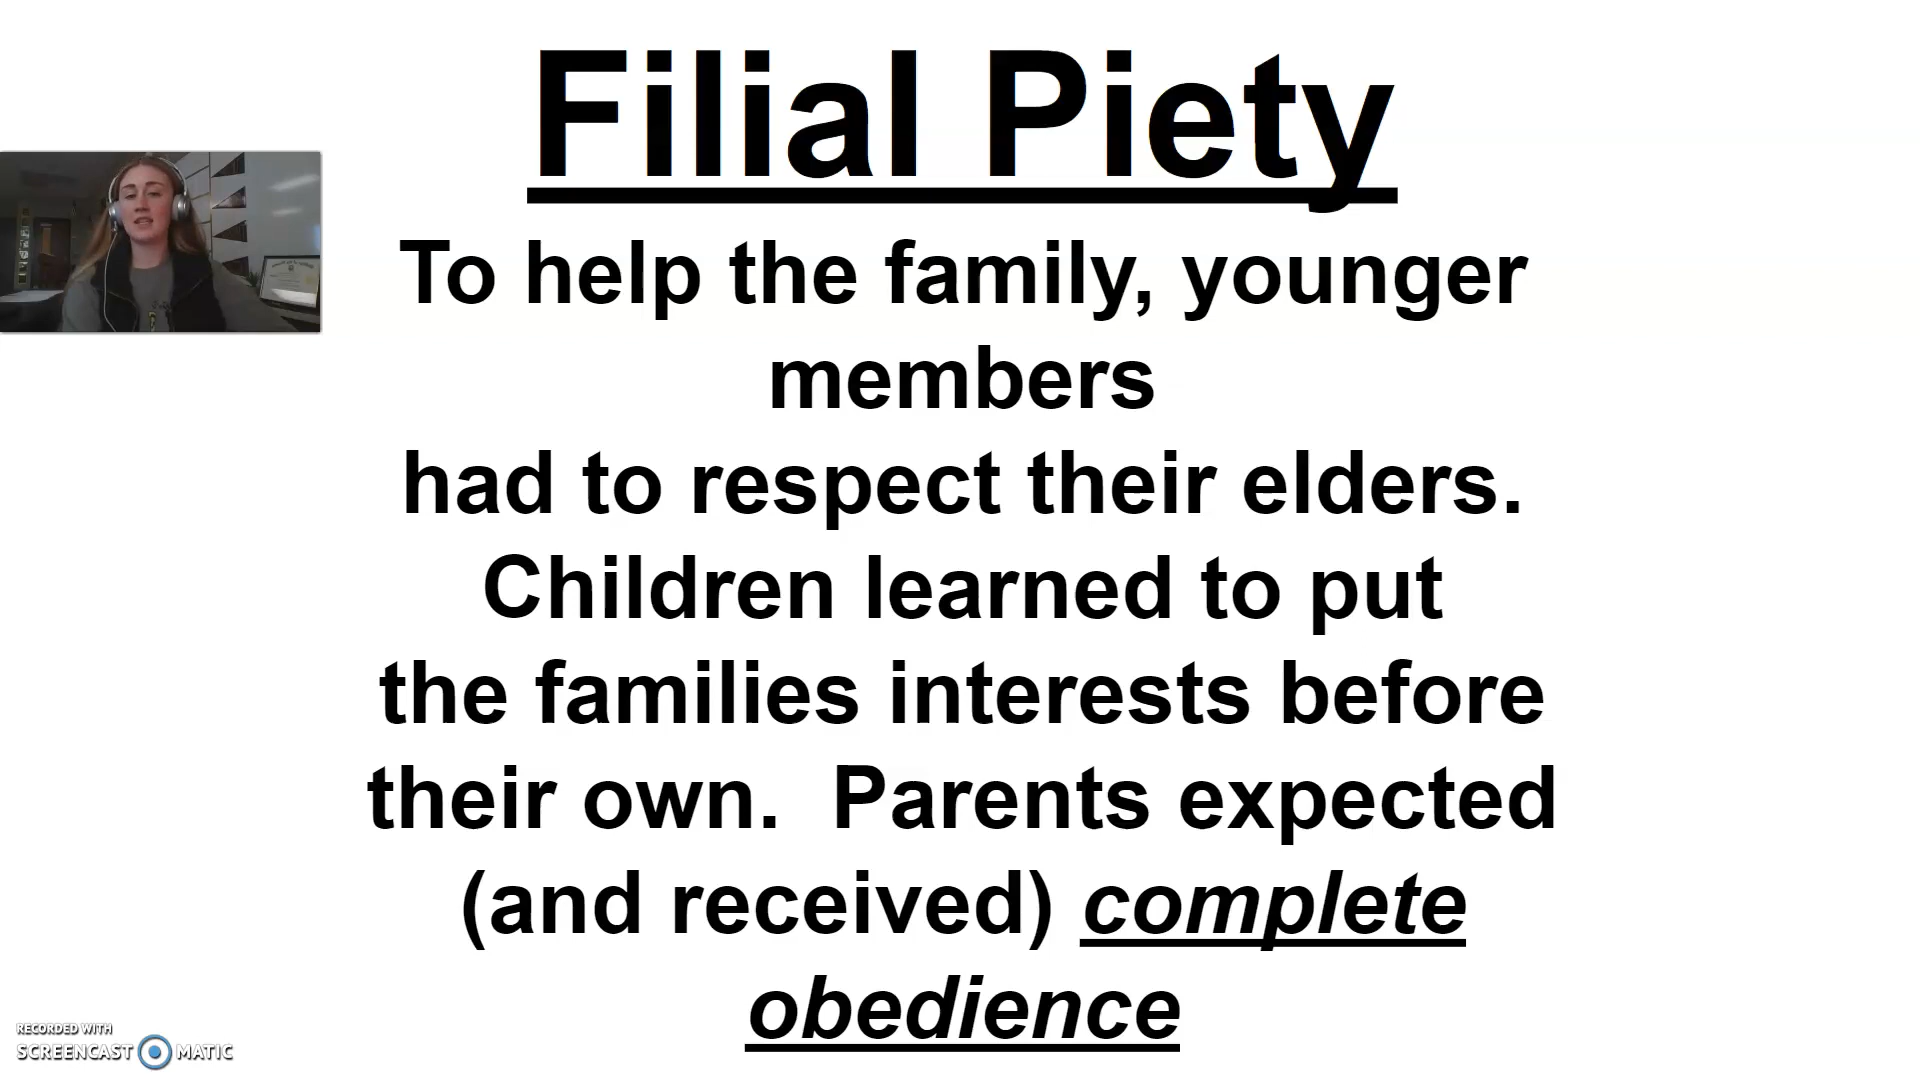 Filial Piety
To help the family, younger
members
had to respect their elders.
Children learned to put
the families interests before
their own.  Parents expected
(and received) complete
obedience
RECORDED WITH
SCREENCAST MATIC